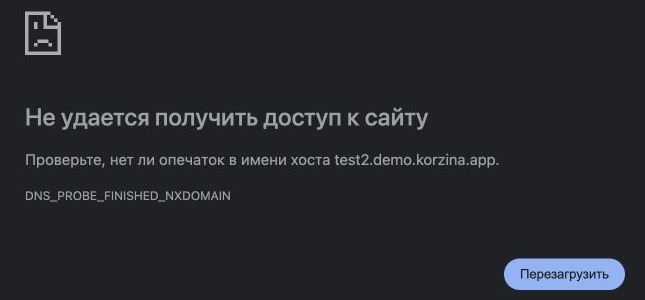 Не удается получить доступ к сайту
Проверьте, нет ли опечаток в имени хоста test2.demo.korzina.app.
DNS_PROBE_FINISHED_NXDOMAIN
Перезагрузить